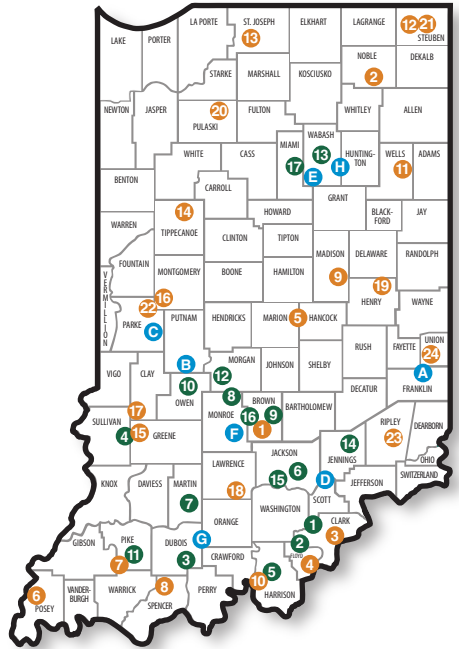 LA PORTE ST. JOSEPH ELKHART LAGRANGE 12 21
STEUBEN
LAKE PORTER 13
NOBLE DEKALB
STARKE MARSHALL KOSCIUSKO 2
NEWTON JASPER 20 FULTON WHITLEY ALLEN
PULASKI
WABASH
MIAMI 13 HUNTING-
TON WELLS ADAMS
WHITE CASS 17 E H 11
BENTON
CARROLL GRANT
BLACK-
FORD JAY
14 HOWARD
WARREN TIPPECANOE
CLINTON TIPTON
MADISON DELAWARE RANDOLPH
FOUNTAIN
MONTGOMERY BOONE HAMILTON 9
VERMILLION 16 19
HENRY WAYNE
22
PARKE PUTNAM HENDRICKS MARION 5 HANCOCK
C RUSH FAYETTE UNION
24
VIGO CLAY B MORGAN JOHNSON SHELBY
10 12 A
OWEN FRANKLIN
8 BROWN DECATUR
17 MONROE 16 9 BARTHOLOMEW
SULLIVAN
4 15 GREENE F 1 RIPLEY DEARBORN
14 23
JENNINGS OHIO
LAWRENCE JACKSON
KNOX DAVIESS MARTIN 15 6 D SWITZERLAND
18 JEFFERSON
7 SCOTT
WASHINGTON
ORANGE 1 CLARK
GIBSON PIKE DUBOIS G 2 3
11 CRAWFORD FLOYD
7 3 5 4
6 8 10
POSEY VANDER-
BURGH WARRICK PERRY HARRISON
SPENCER